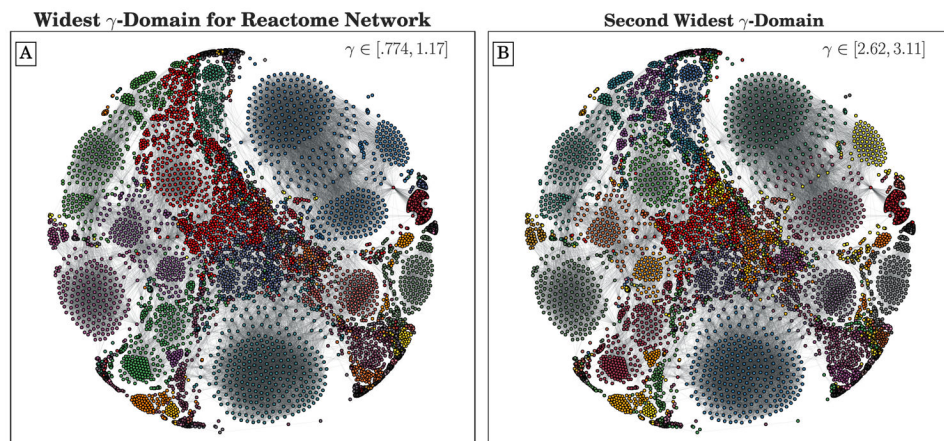 Widest γ-Domain for Reactome Network
A
γ ∈ [.774, 1.17]
Second Widest γ-Domain
B
γ ∈ [2.62, 3.11]